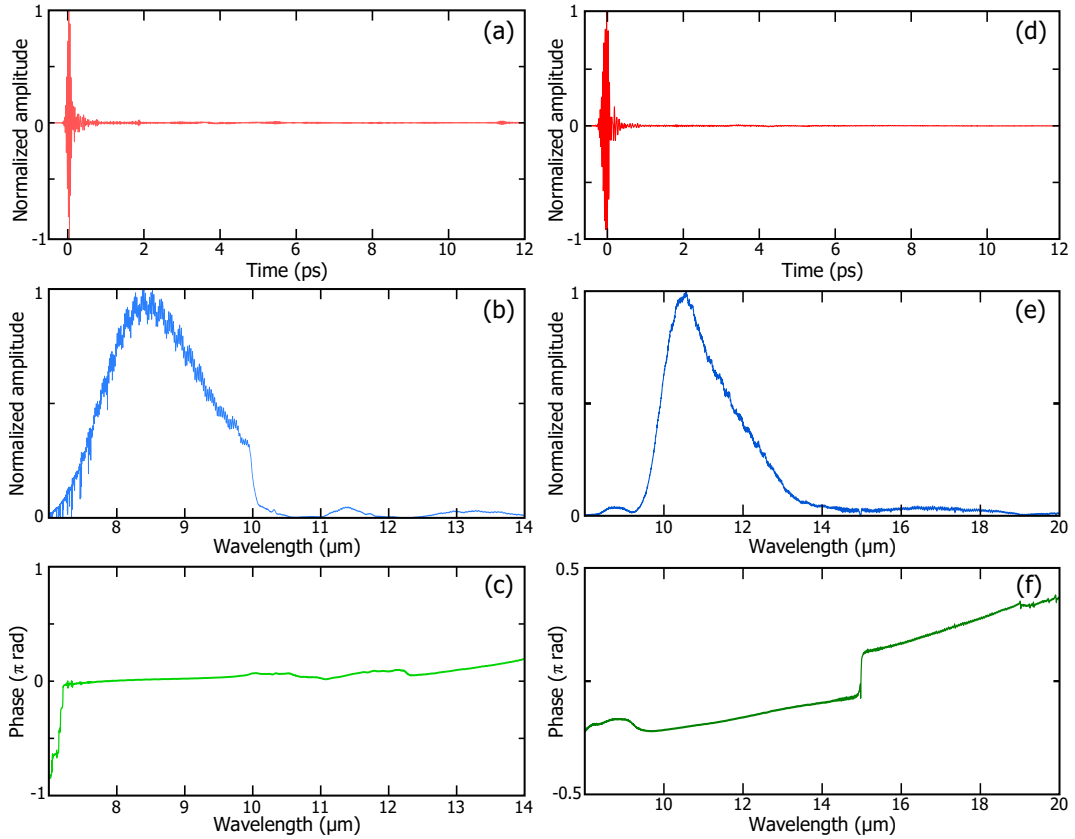 (a)
Normalized amplitude
1
0
-1
0 2 4 6 8 10 12
Time (ps)
(d)
Normalized amplitude
1
0
-1
0 2 4 6 8 10 12
Time (ps)
(b)
Normalized amplitude
1
0
8 9 10 11 12 13 14
Wavelength (µm)
(e)
Normalized amplitude
1
0
10 12 14 16 18 20
Wavelength (µm)
(c)
Phase (π rad)
1
0
-1
8 9 10 11 12 13 14
Wavelength (µm)
(f)
Phase (π rad)
0.5
0
-0.5
10 12 14 16 18 20
Wavelength (µm)